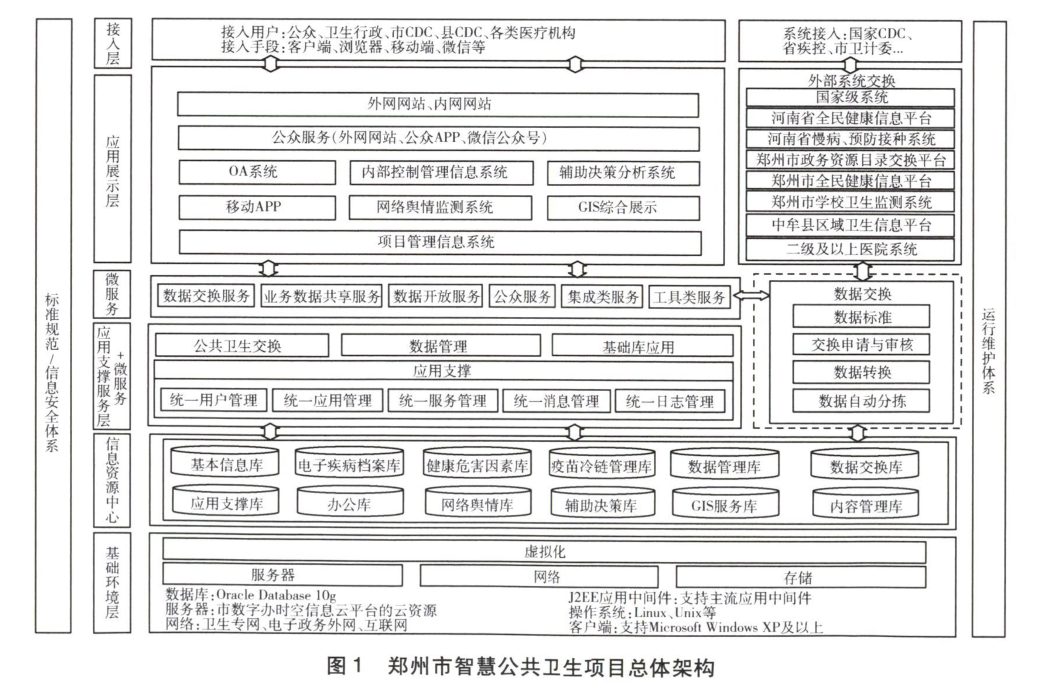 接入层
接入用户:公众、卫生行政、市CDC、县CDC、各类医疗机构
接入手段:客户端、浏览器、移动端、微信等
系统接入:国家CDC、
省疾控、市卫计委...
标准规范/信息安全体系
运行维护体系
应用展示层
外网网站、内网网站
公众服务(外网网站、公众APP、微信公众号)
OA系统
内部控制管理信息系统
辅助决策分析系统
移动APP
网络舆情监测系统
GIS综合展示
项目管理信息系统
外部系统交换
国家级系统
河南省全民健康信息平台
河南省慢病、预防接种系统
郑州市政务资源目录交换平台
郑州市全民健康信息平台
郑州市学校卫生监测系统
中牟县区域卫生信息平台
二级及以上医院系统
微服务
数据交换服务
业务数据共享服务
数据开放服务
公众服务
集成类服务
工具类服务
数据交换
数据标准
交换申请与审核
数据转换
数据自动分拣
应用支撑服务层
+微服务
公共卫生交换
数据管理
基础库应用
应用支撑
统一用户管理
统一应用管理
统一服务管理
统一消息管理
统一日志管理
信息资源中心
基本信息库
电子疾病档案库
健康危害因素库
疫苗冷链管理库
数据管理库
数据交换库
应用支撑库
办公库
网络舆情库
辅助决策库
GIS服务库
内容管理库
基础环境层
虚拟化
服务器
网络
存储
数据库:Oracle Database 10g
服务器:市数字办时空信息云平台的云资源
网络:卫生专网、电子政务外网、互联网
J2EE应用中间件:支持主流应用中间件
操作系统:Linux、Unix等
客户端:支持Microsoft Windows XP及以上
图1 郑州市智慧公共卫生项目总体架构